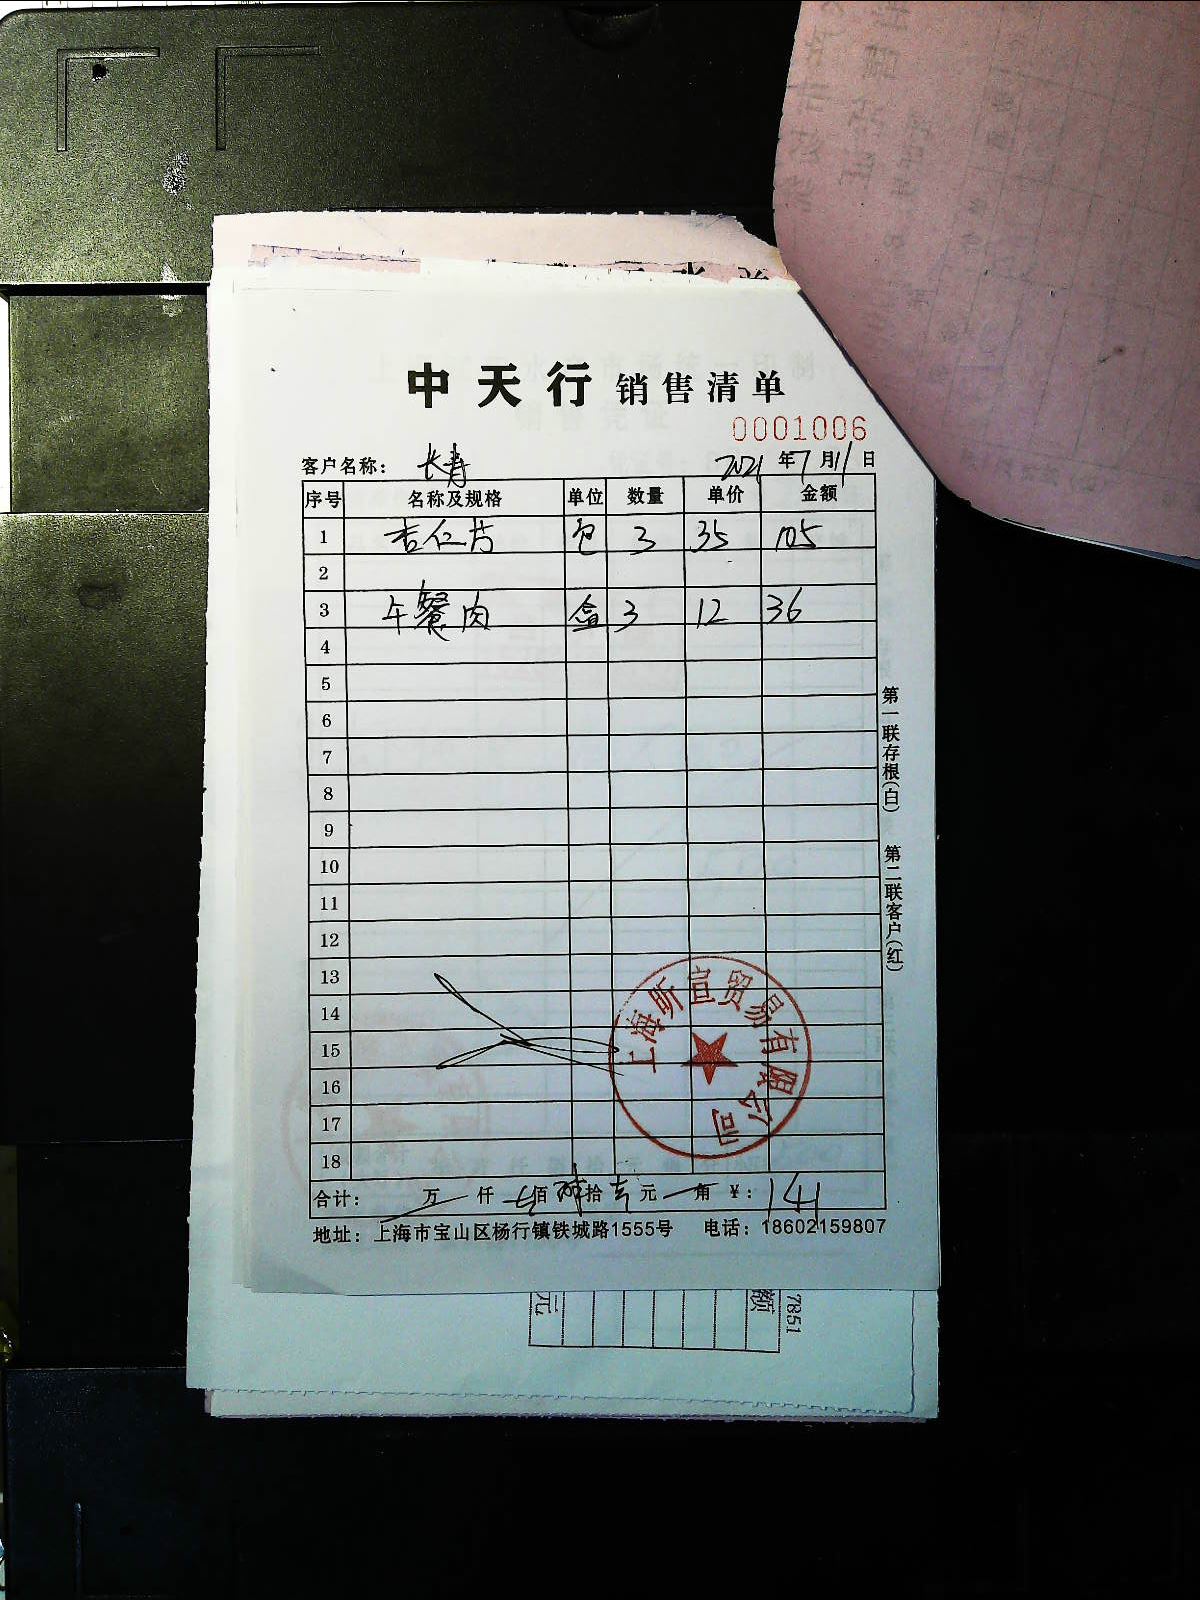 中天行 销售清单
0001006
客户名称： 长青 2021 年 7 月 11 日
序号 名称及规格 单位 数量 单价 金额
1 杏仁片 包 3 35 105
2
3 午餐肉 盒 3 12 36
4
5
6
7
8
9
10
11
12
13
14
15
16
17
18
上海昕宣贸易有限公司
合计： 万 仟 佰 拾 元 角 ￥： 141
地址：上海市宝山区杨行镇铁城路1555号 电话：18602159807
第一联存根(白) 第二联客户(红)
元
额
7851